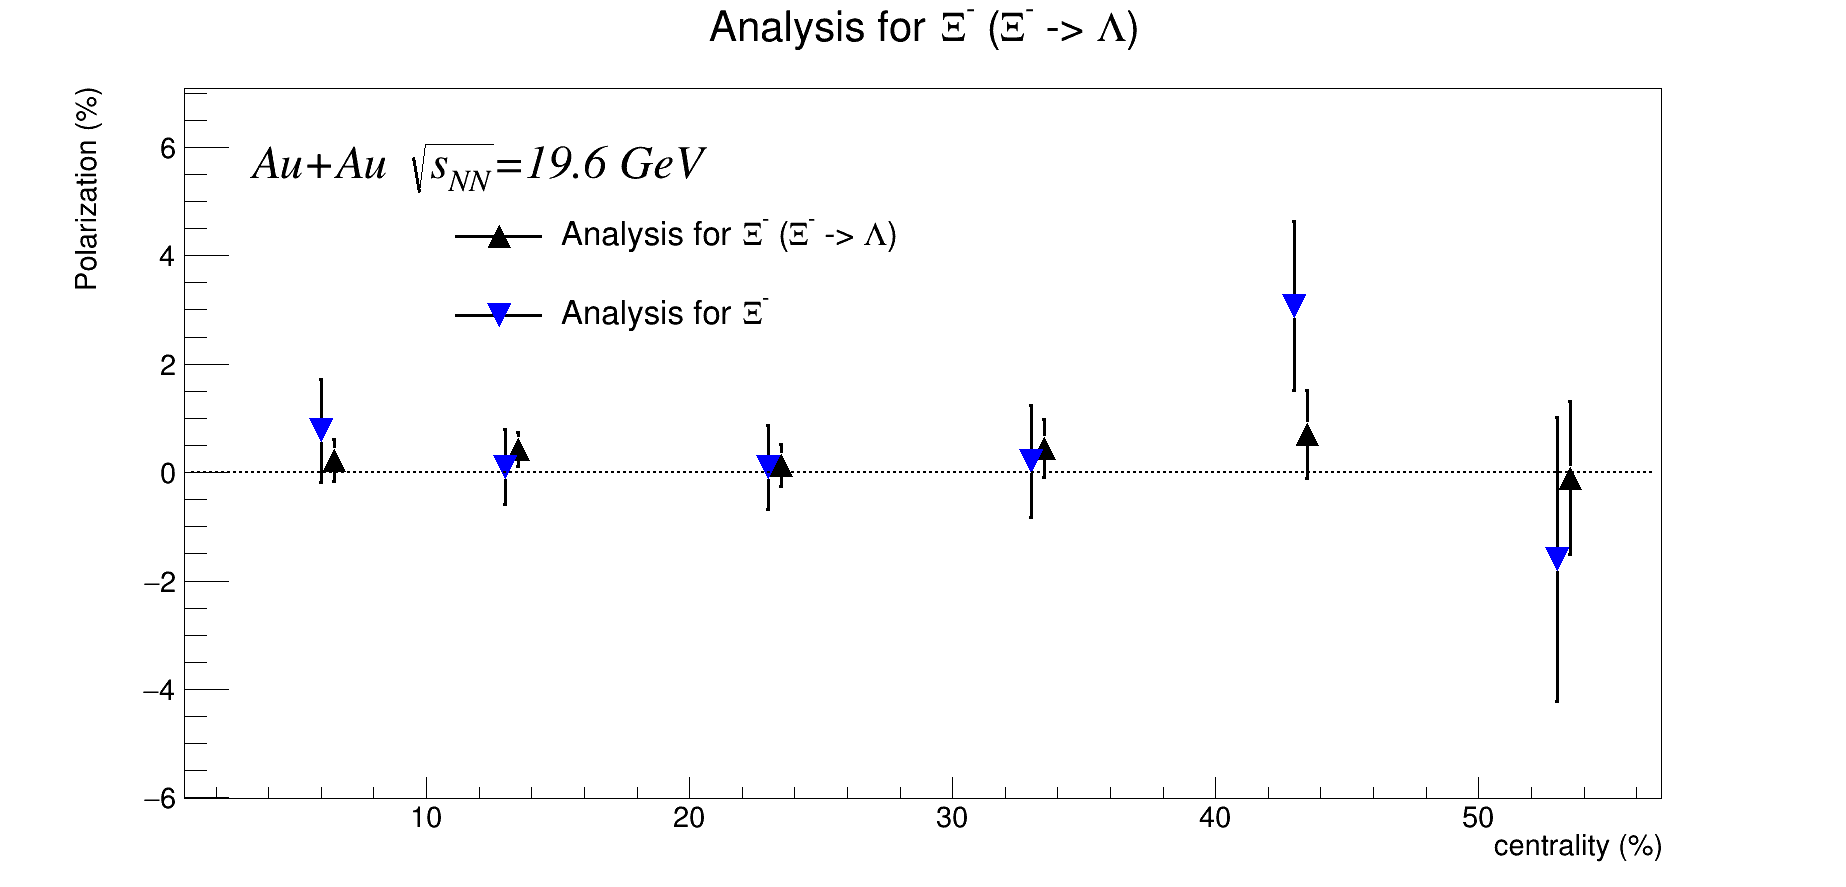 Analysis for Ξ⁻ (Ξ⁻ -> Λ)
Polarization (%)
Au+Au √s_NN=19.6 GeV
Analysis for Ξ⁻ (Ξ⁻ -> Λ)
Analysis for Ξ⁻
6
4
2
0
−2
−4
−6
10 20 30 40 50
centrality (%)